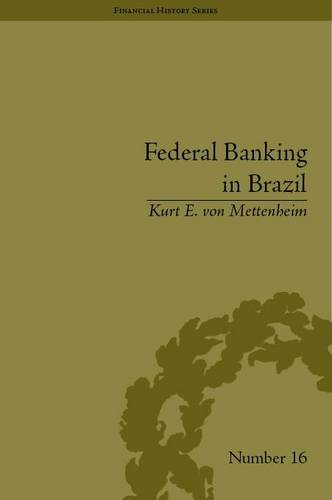 Financial History Series
Federal Banking
in Brazil
Kurt E. von Mettenheim
Number 16